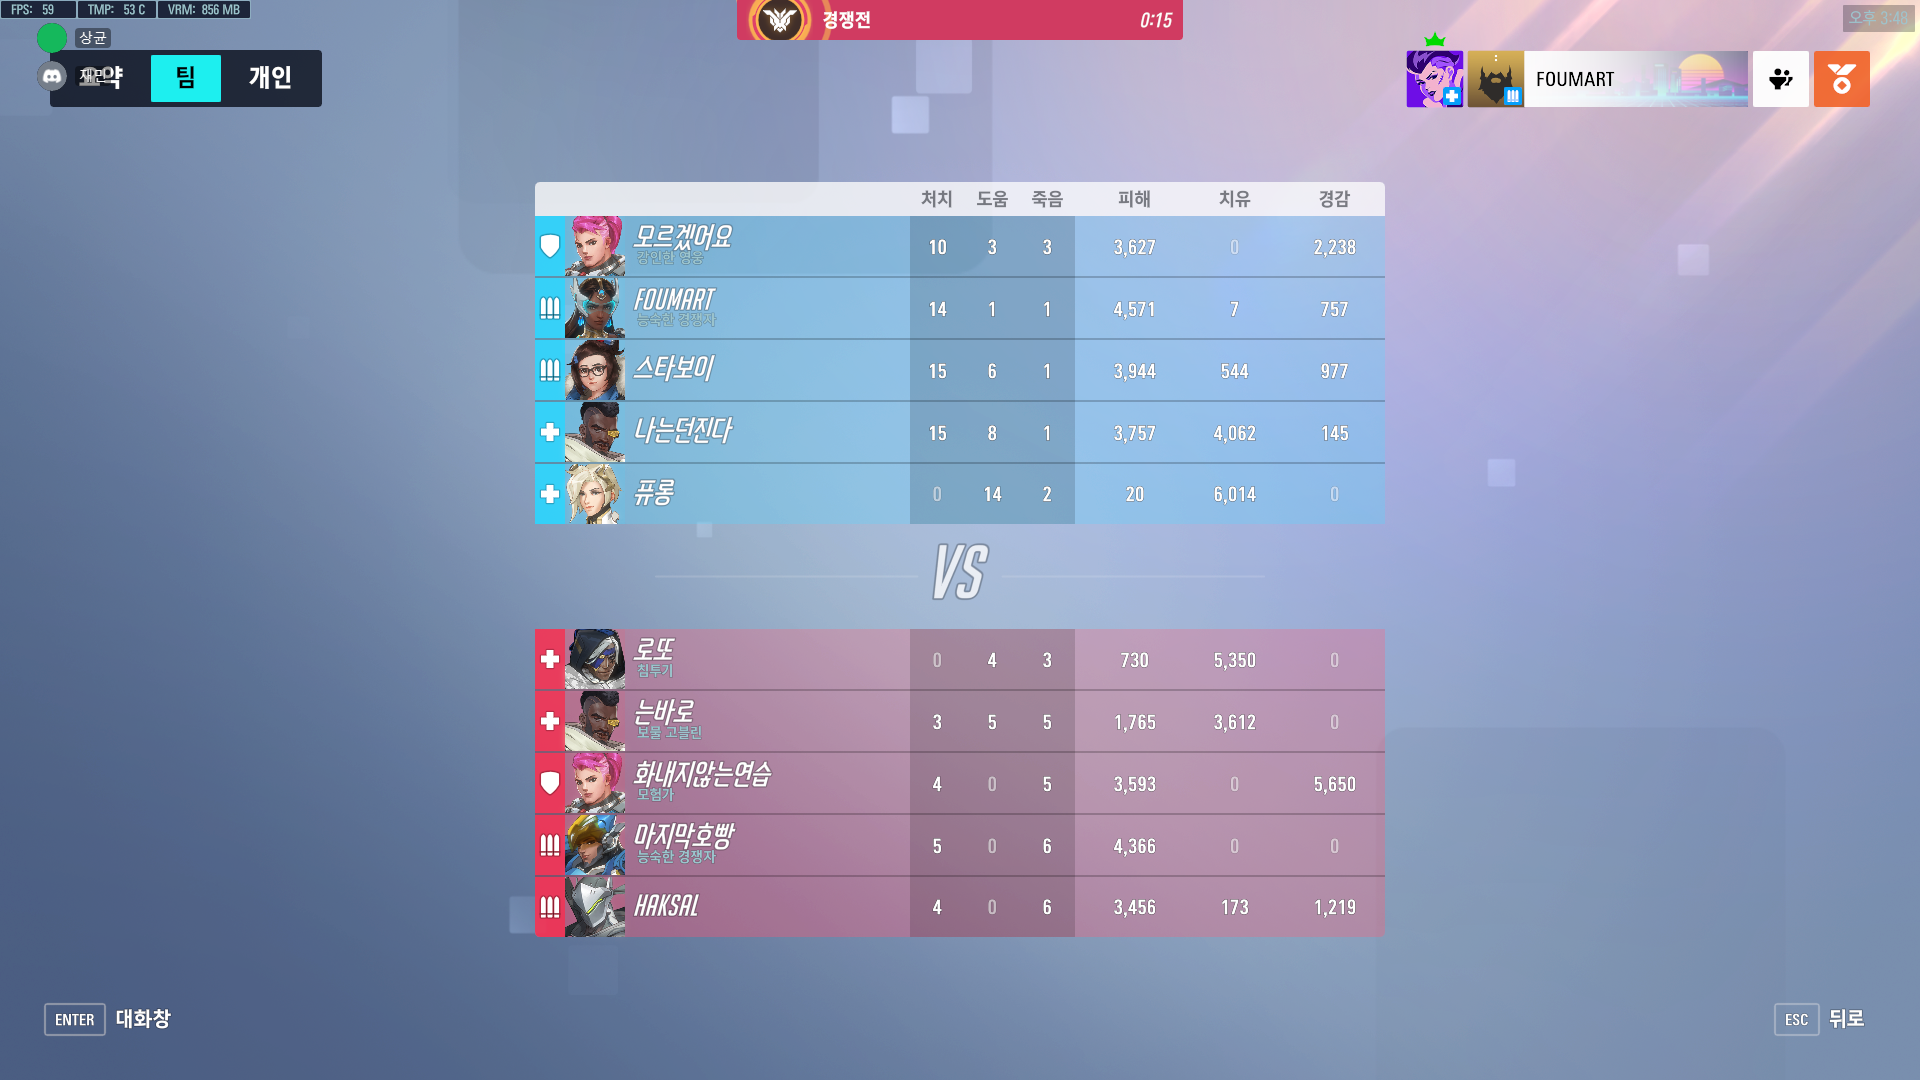 FPS: 59 TMP: 53 C VRM: 856 MB
경쟁전 0:15
오후 3:48
상균
재민
팀 개인
FOUMART
처치 도움 죽음 피해 치유 경감
모르겠어요 10 3 3 3,627 0 2,238
강인한 영웅
FOUMART 14 1 1 4,571 7 757
능숙한 경쟁자
스타보이 15 6 1 3,944 544 977
나는던진다 15 8 1 3,757 4,062 145
퓨롱 0 14 2 20 6,014 0
VS
로또 0 4 3 730 5,350 0
침투기
는바로 3 5 5 1,765 3,612 0
보물 고블린
화내지않는연습 4 0 5 3,593 0 5,650
모험가
마지막호빵 5 0 6 4,366 0 0
능숙한 경쟁자
HAKSAL 4 0 6 3,456 173 1,219
ENTER 대화창
ESC 뒤로